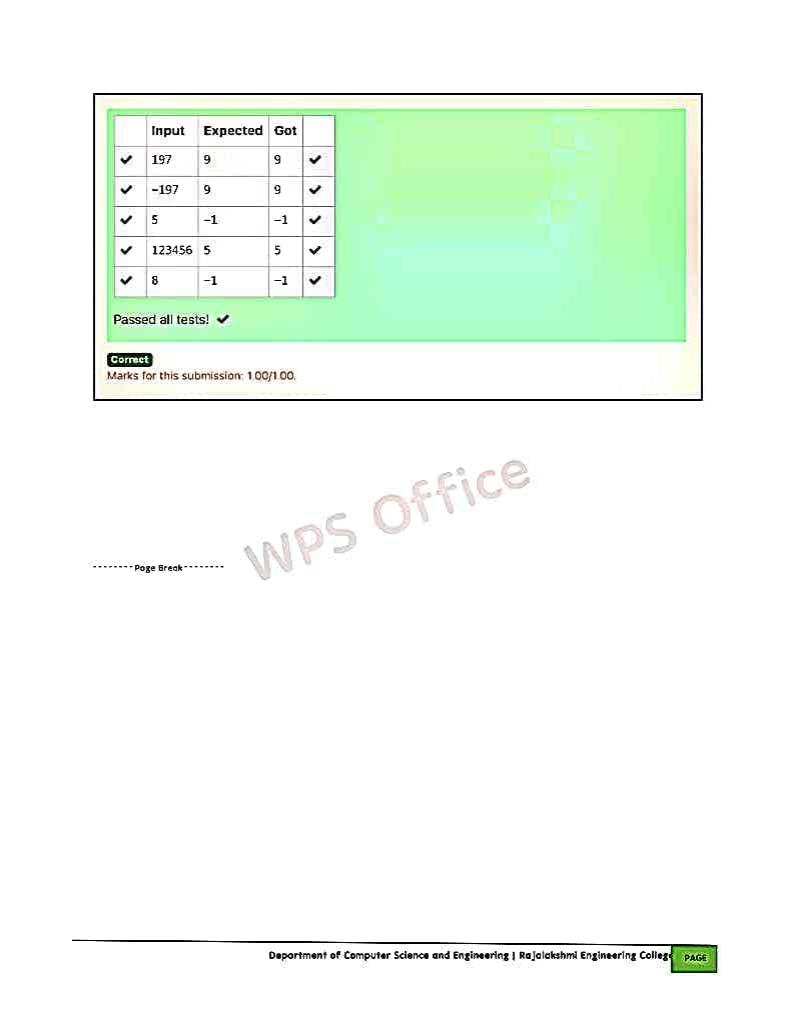 Input Expected Got
✔ 197 9 9 ✔
✔ -197 9 9 ✔
✔ 5 -1 -1 ✔
✔ 123456 5 5 ✔
✔ 8 -1 -1 ✔
Passed all tests! ✔
Correct
Marks for this submission: 1.00/1.00.
WPS Office
--------Page Break--------
Department of Computer Science and Engineering | Rajalakshmi Engineering College
PAGE